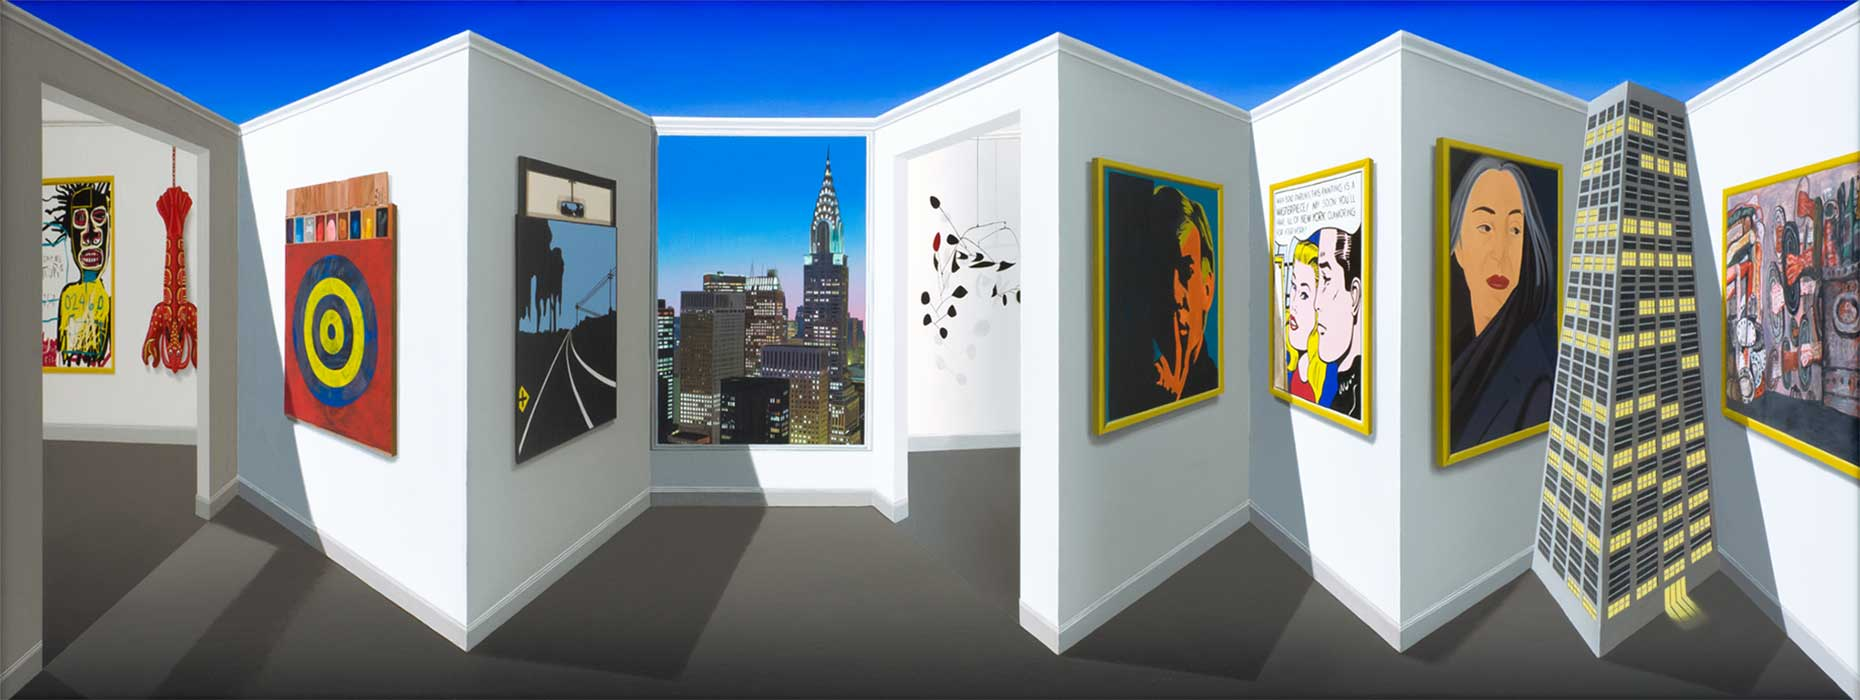 WHY, BRAD DARLING, THIS PAINTING IS A
MASTERPIECE! MY, SOON YOU'LL
HAVE ALL OF NEW YORK CLAMORING
FOR YOUR WORK!